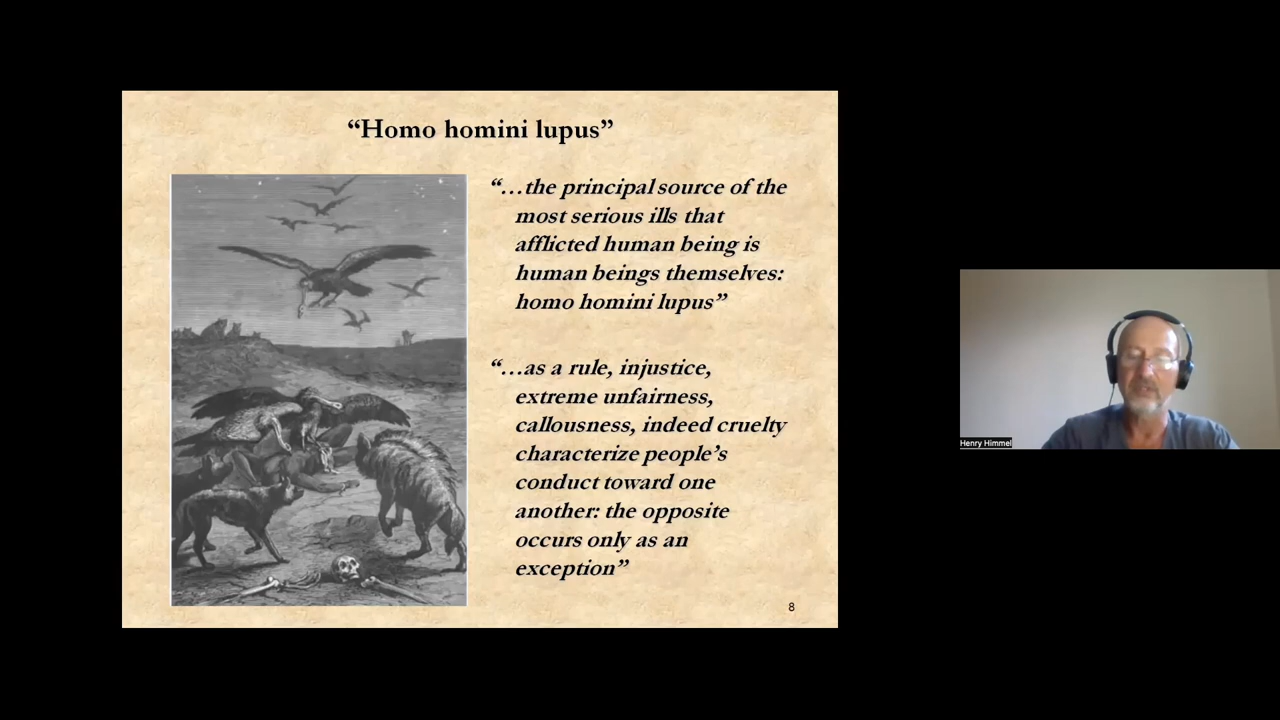 “Homo homini lupus”
“…the principal source of the
most serious ills that
afflicted human being is
human beings themselves:
homo homini lupus”
“…as a rule, injustice,
extreme unfairness,
callousness, indeed cruelty
characterize people’s
conduct toward one
another: the opposite
occurs only as an
exception”
8
Henry Himmel